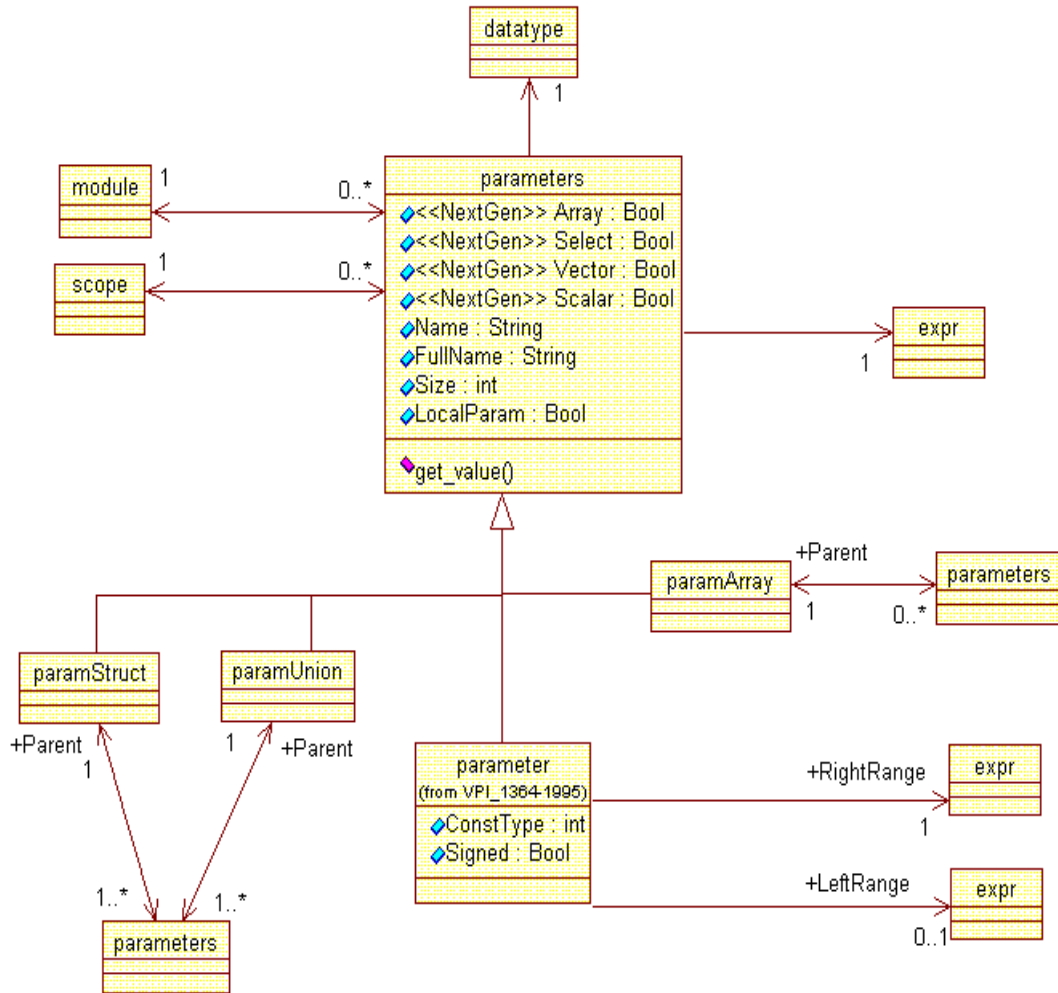 datatype
1
module
1
0..*
parameters
<<NextGen>> Array : Bool
<<NextGen>> Select : Bool
<<NextGen>> Vector : Bool
<<NextGen>> Scalar : Bool
Name : String
FullName : String
Size : int
LocalParam : Bool
get_value()
scope
1
0..*
expr
1
paramArray
+Parent
1
0..*
parameters
paramStruct
+Parent
1
paramUnion
1
+Parent
1..*
1..*
parameters
parameter
(from VPI_1364-1995)
ConstType : int
Signed : Bool
+RightRange
1
expr
+LeftRange
0..1
expr